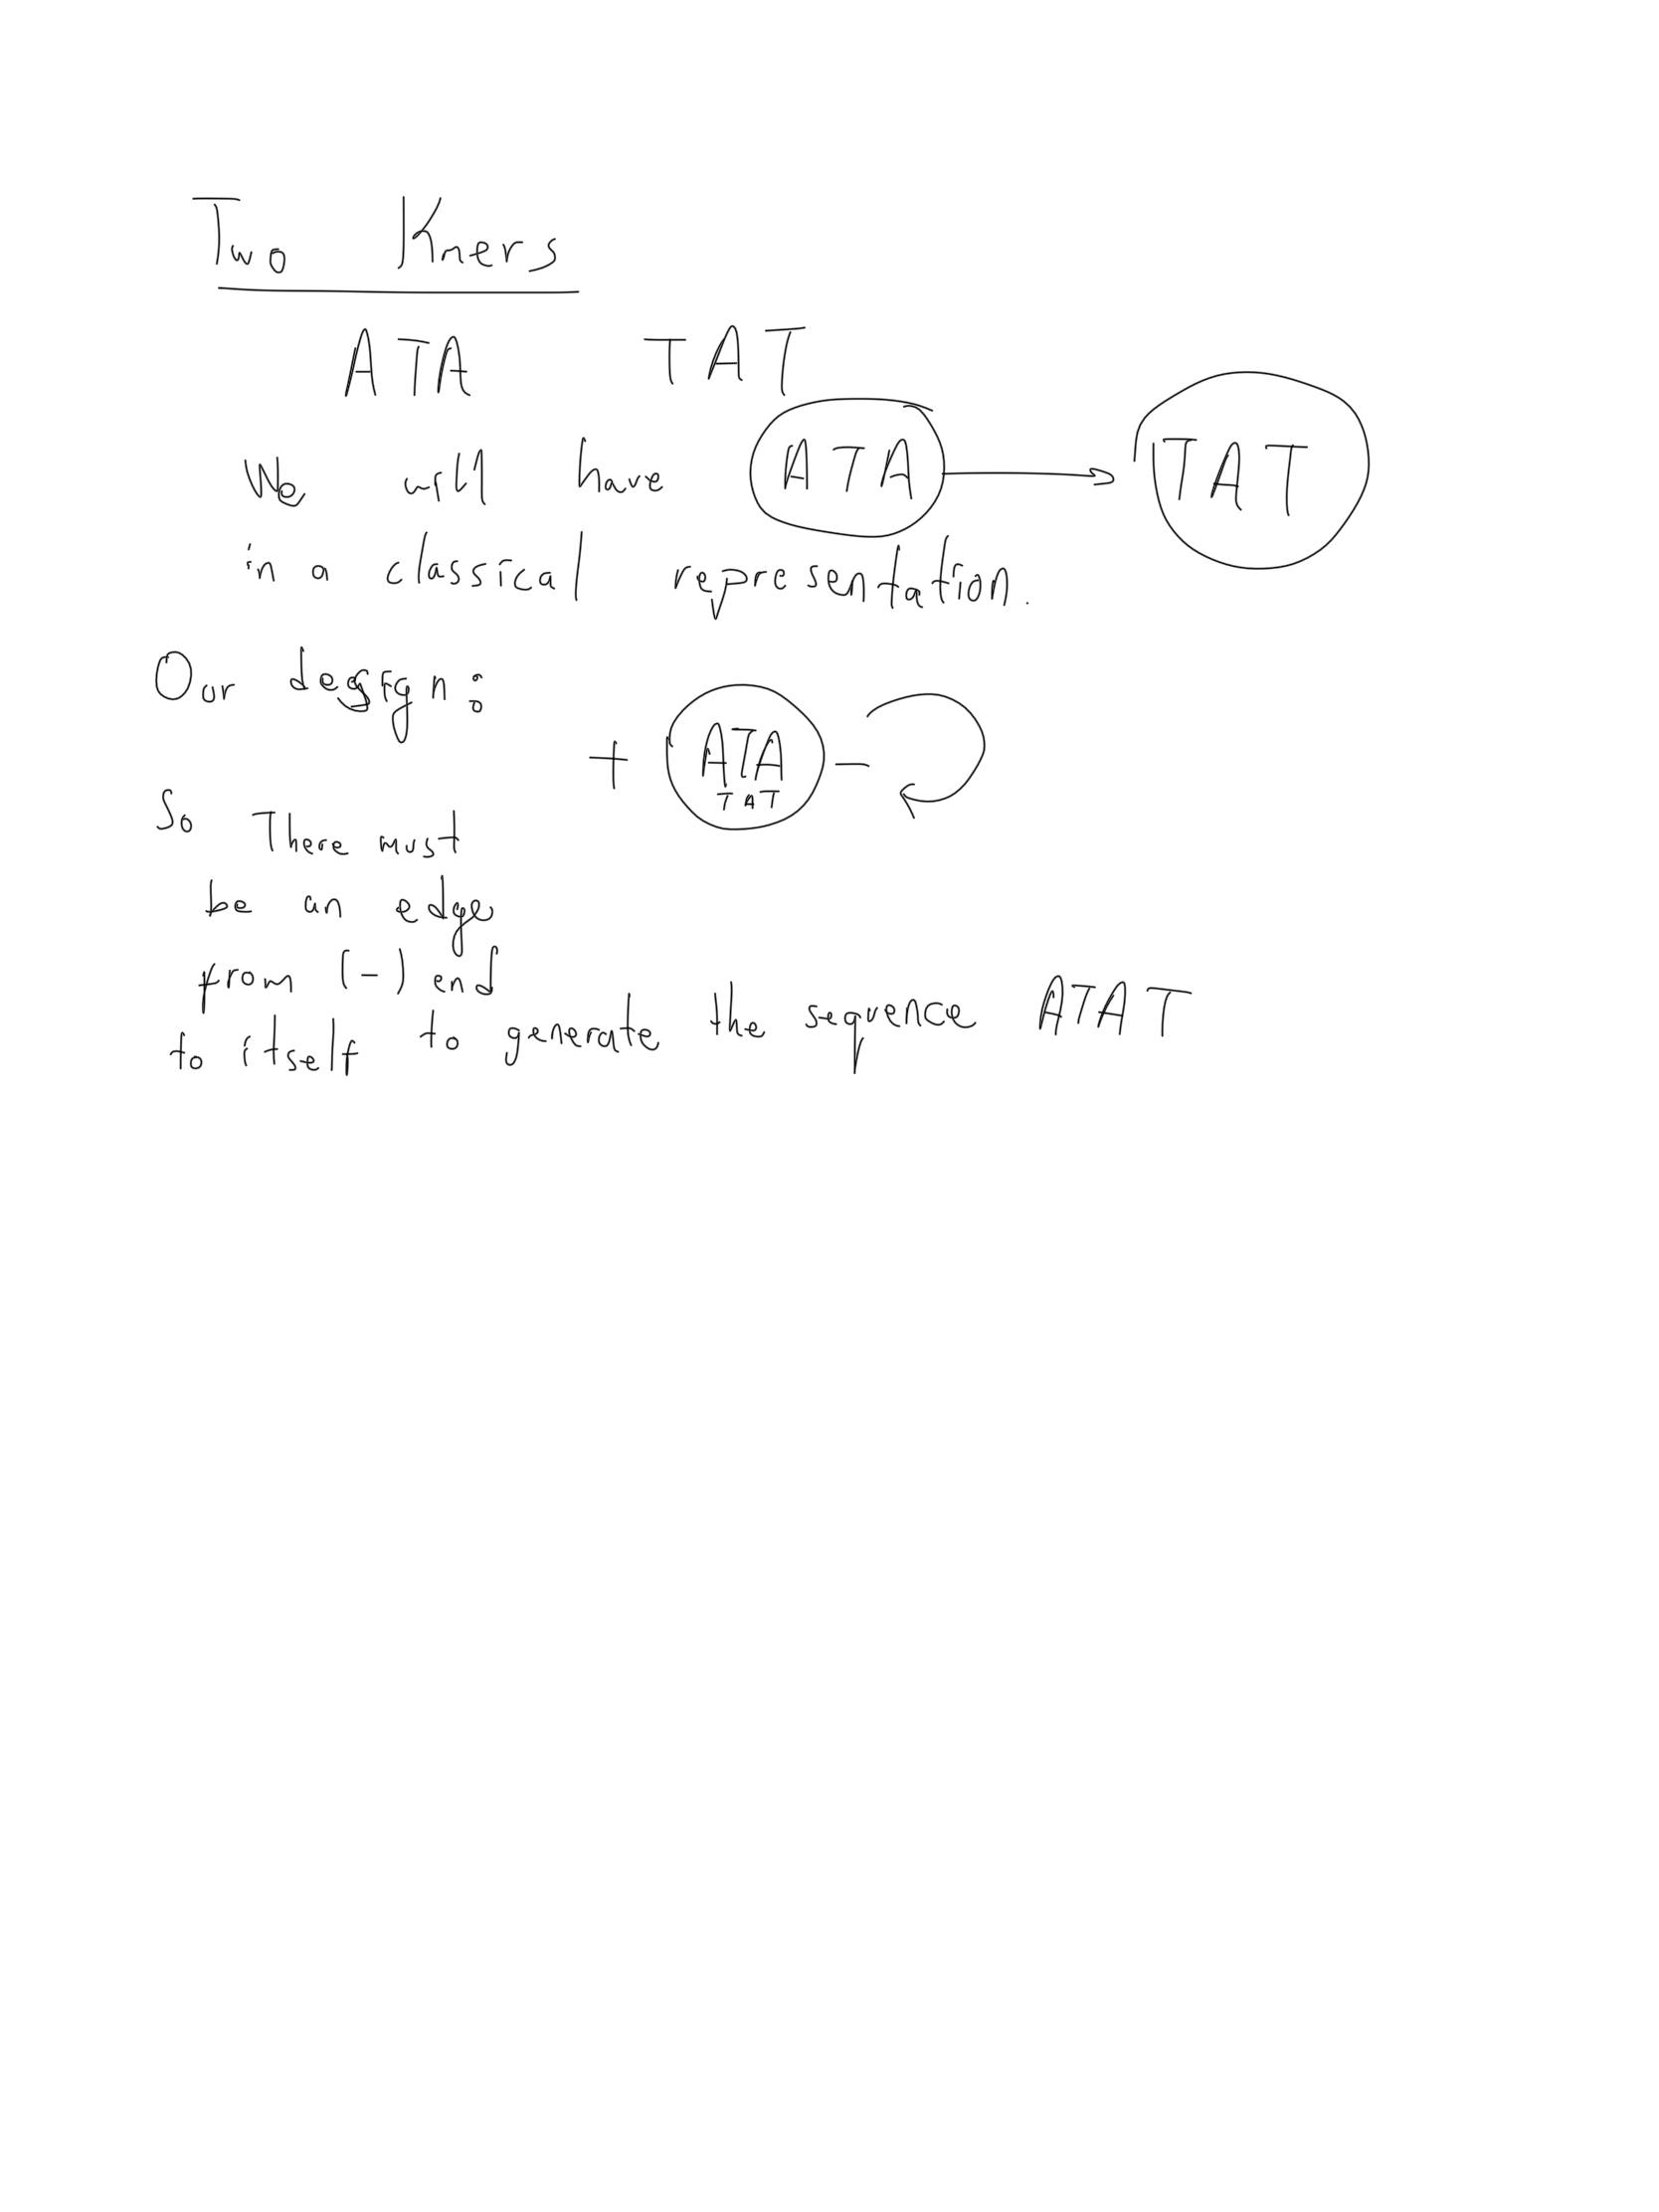 Two Kmers
ATA TAT
We will have ATA TAT
in a classical representation.
Our design:
+ ATA -
TAT
So There must
be an edge
from (-) end
to itself to generate the sequnce ATAT